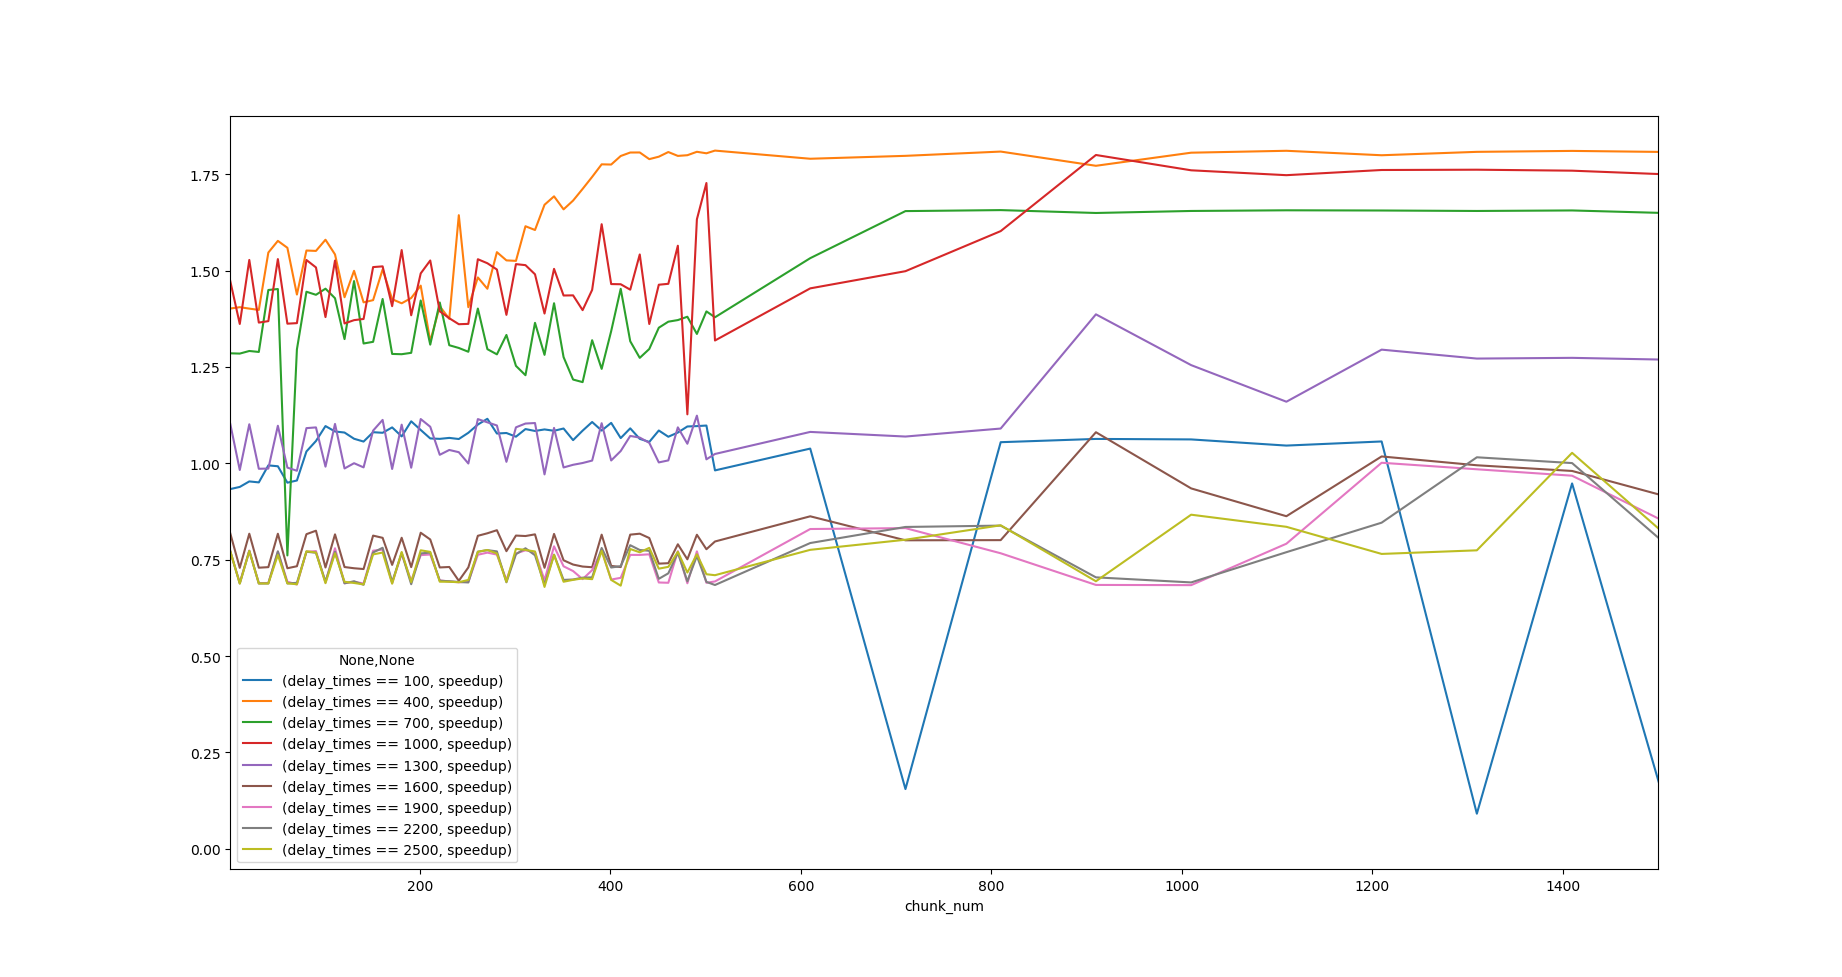 1.75
1.50
1.25
1.00
0.75
0.50
0.25
0.00
None,None
(delay_times == 100, speedup)
(delay_times == 400, speedup)
(delay_times == 700, speedup)
(delay_times == 1000, speedup)
(delay_times == 1300, speedup)
(delay_times == 1600, speedup)
(delay_times == 1900, speedup)
(delay_times == 2200, speedup)
(delay_times == 2500, speedup)
200 400 600 800 1000 1200 1400
chunk_num